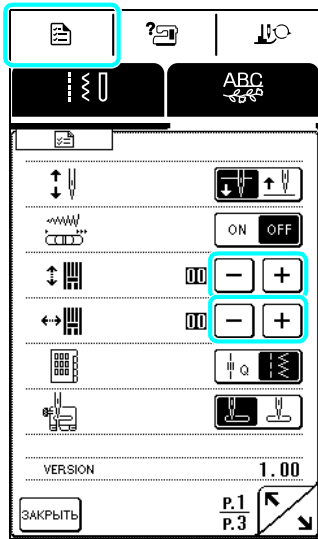 ?
ABC
ON OFF
00 − +
00 − +
Q
VERSION 1.00
ЗАКРЫТЬ P.1
P.3